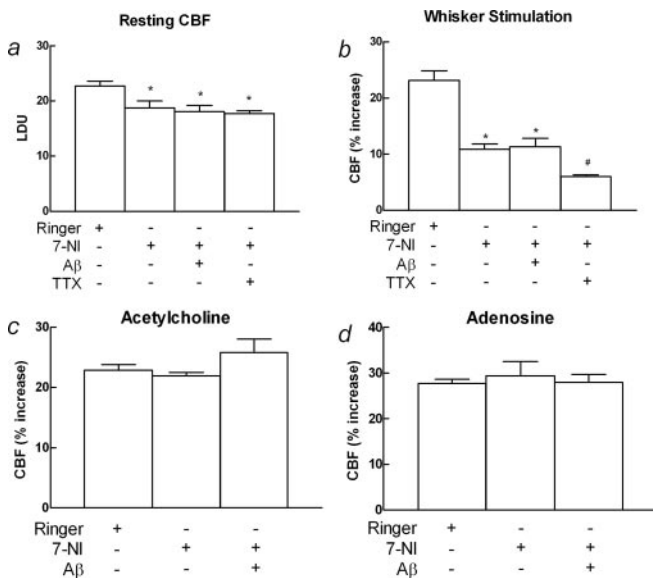 Resting CBF
a
30
20
10
0
LDU
* * *
Ringer + - - -
7-NI - + + +
Aβ - - + -
TTX - - - +
Whisker Stimulation
b
30
20
10
0
CBF (% increase)
* * #
Ringer + - - -
7-NI - + + +
Aβ - - + -
TTX - - - +
Acetylcholine
c
30
20
10
0
CBF (% increase)
Ringer + - -
7-NI - + +
Aβ - - +
Adenosine
d
40
30
20
10
0
CBF (% increase)
Ringer + - -
7-NI - + +
Aβ - - +